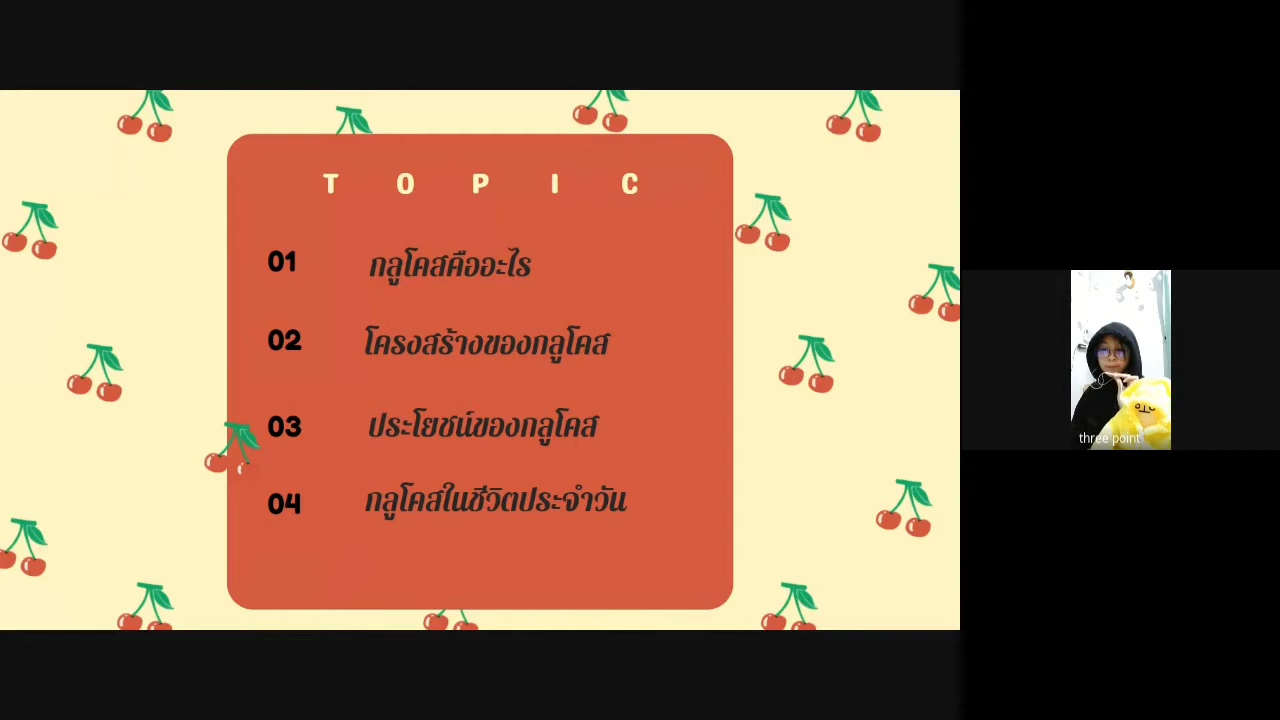 T O P I C
01 กลูโคสคืออะไร
02 โครงสร้างของกลูโคส
03 ประโยชน์ของกลูโคส
04 กลูโคสในชีวิตประจำวัน
three point